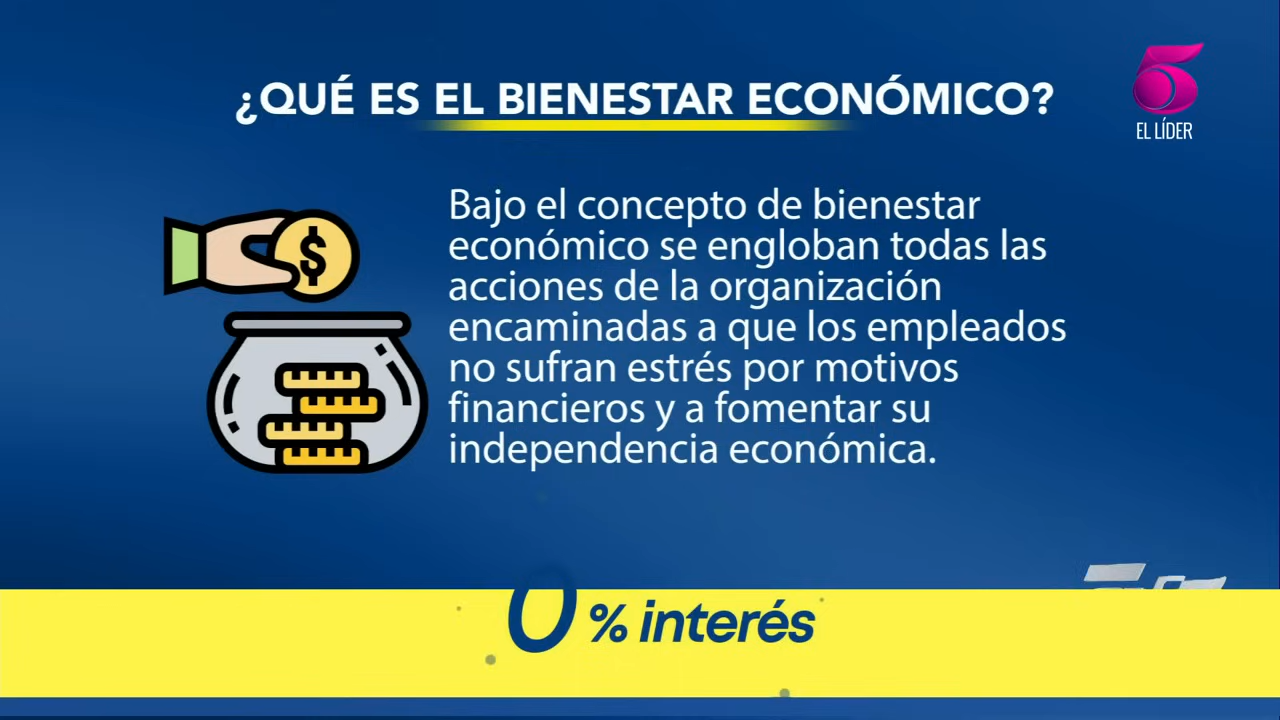 ¿QUÉ ES EL BIENESTAR ECONÓMICO?
5
EL LÍDER
$
Bajo el concepto de bienestar
económico se engloban todas las
acciones de la organización
encaminadas a que los empleados
no sufran estrés por motivos
financieros y a fomentar su
independencia económica.
0 % interés